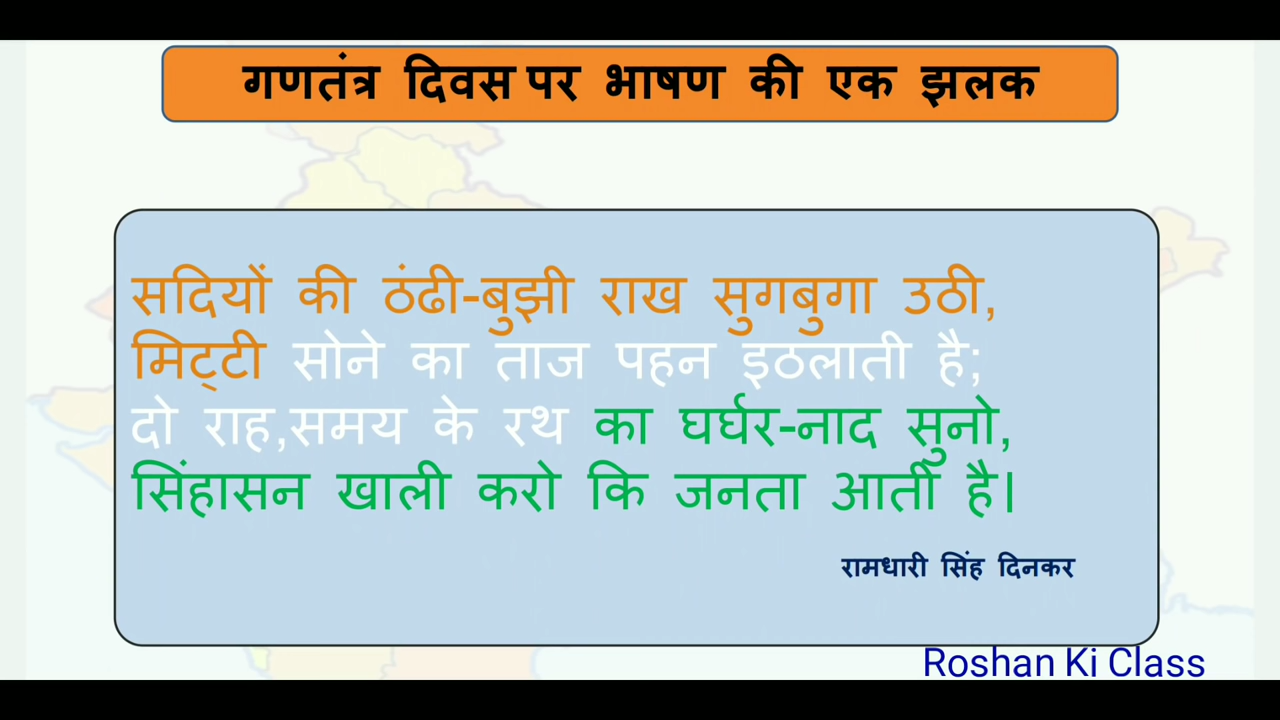 गणतंत्र दिवस पर भाषण की एक झलक
सदियों की ठंढी-बुझी राख सुगबुगा उठी,
मिट्टी सोने का ताज पहन इठलाती है;
दो राह,समय के रथ का घर्घर-नाद सुनो,
सिंहासन खाली करो कि जनता आती है।
रामधारी सिंह दिनकर
Roshan Ki Class